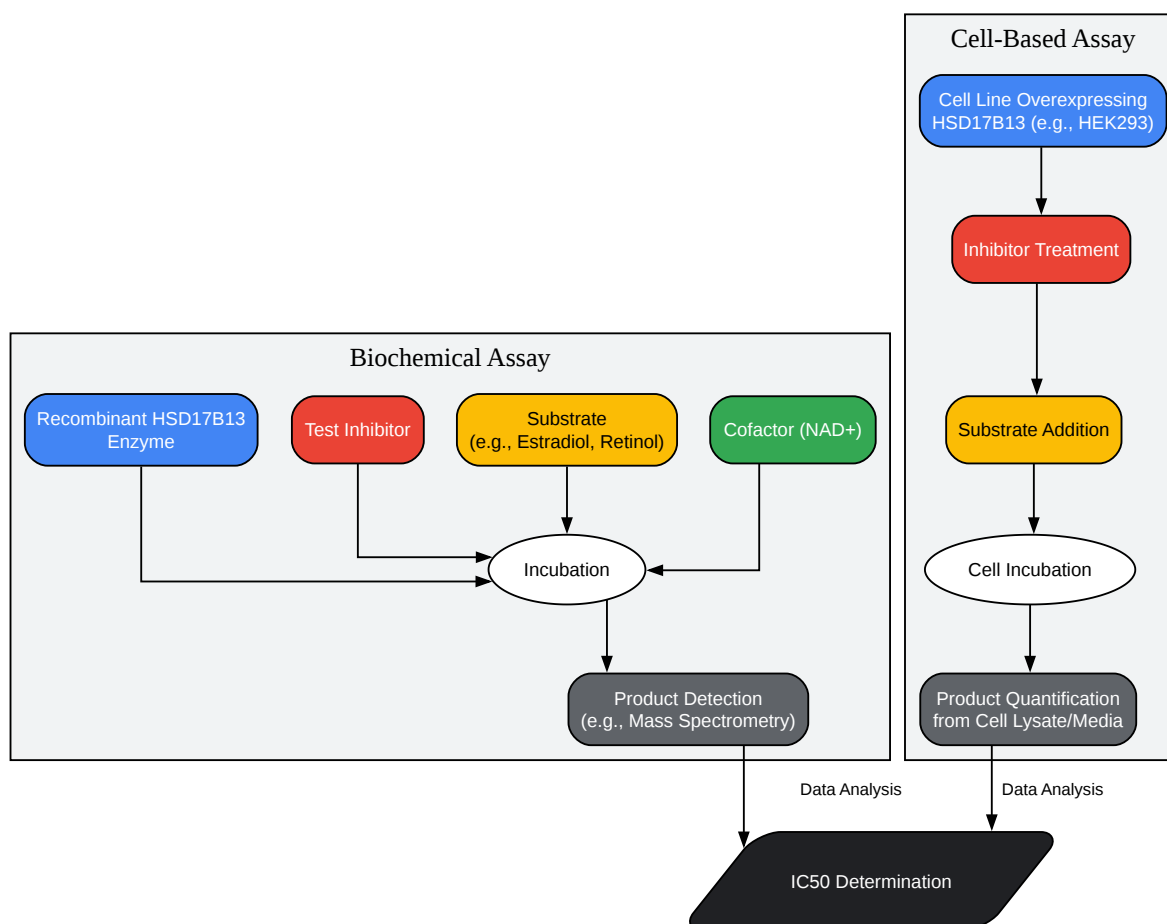 Cell-Based Assay
Cell Line Overexpressing
HSD17B13 (e.g., HEK293)
Inhibitor Treatment
Substrate Addition
Cell Incubation
Product Quantification
from Cell Lysate/Media
Biochemical Assay
Recombinant HSD17B13
Enzyme
Test Inhibitor
Substrate
(e.g., Estradiol, Retinol)
Cofactor (NAD+)
Incubation
Product Detection
(e.g., Mass Spectrometry)
Data Analysis
Data Analysis
IC50 Determination